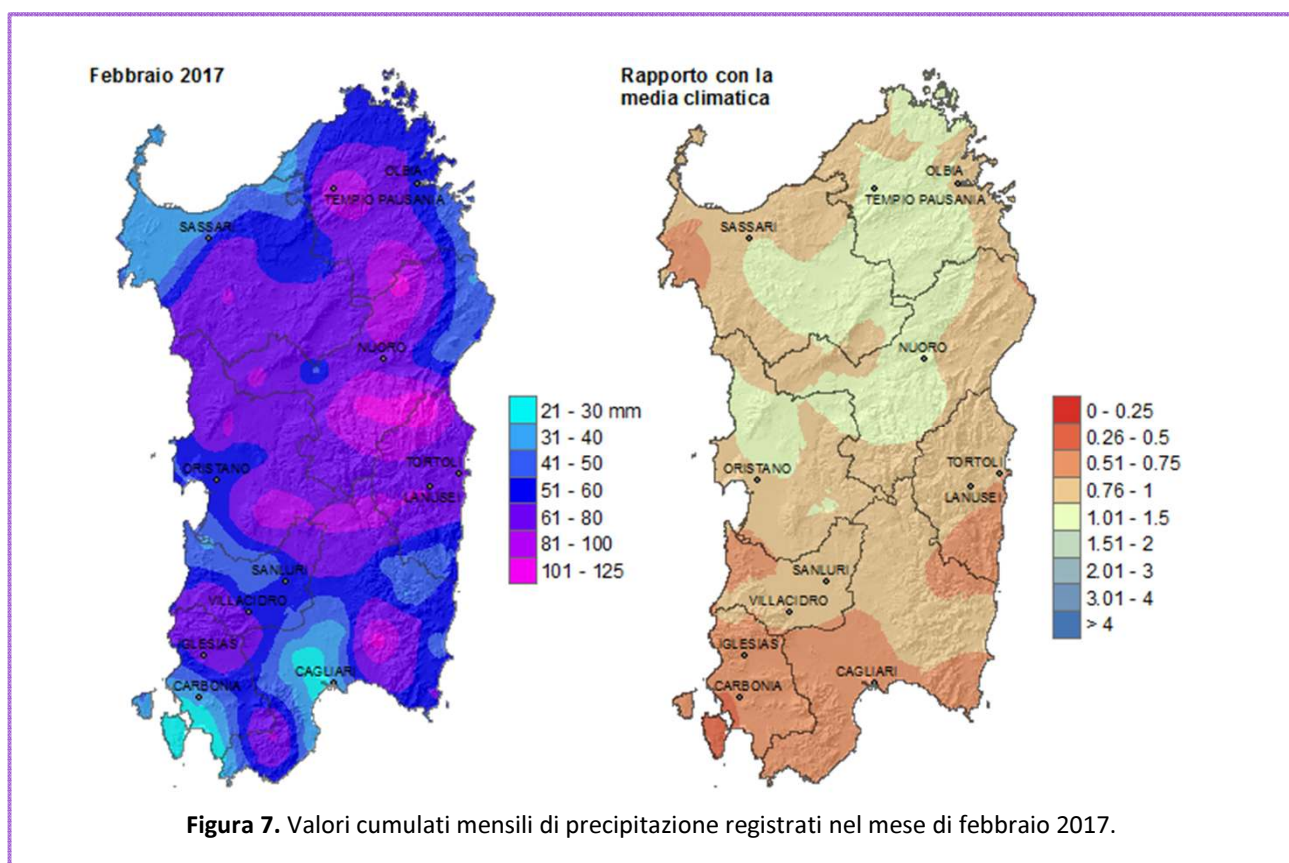 Febbraio 2017
OLBIA
TEMPIO PAUSANIA
SASSARI
NUORO
ORISTANO
TORTOLI
LANUSEI
SANLURI
VILLACIDRO
IGLESIAS
CAGLIARI
CARBONIA
21 - 30 mm
31 - 40
41 - 50
51 - 60
61 - 80
81 - 100
101 - 125
Rapporto con la
media climatica
OLBIA
TEMPIO PAUSANIA
SASSARI
NUORO
ORISTANO
TORTOLI
LANUSEI
SANLURI
VILLACIDRO
IGLESIAS
CAGLIARI
CARBONIA
0 - 0.25
0.26 - 0.5
0.51 - 0.75
0.76 - 1
1.01 - 1.5
1.51 - 2
2.01 - 3
3.01 - 4
> 4
Figura 7. Valori cumulati mensili di precipitazione registrati nel mese di febbraio 2017.